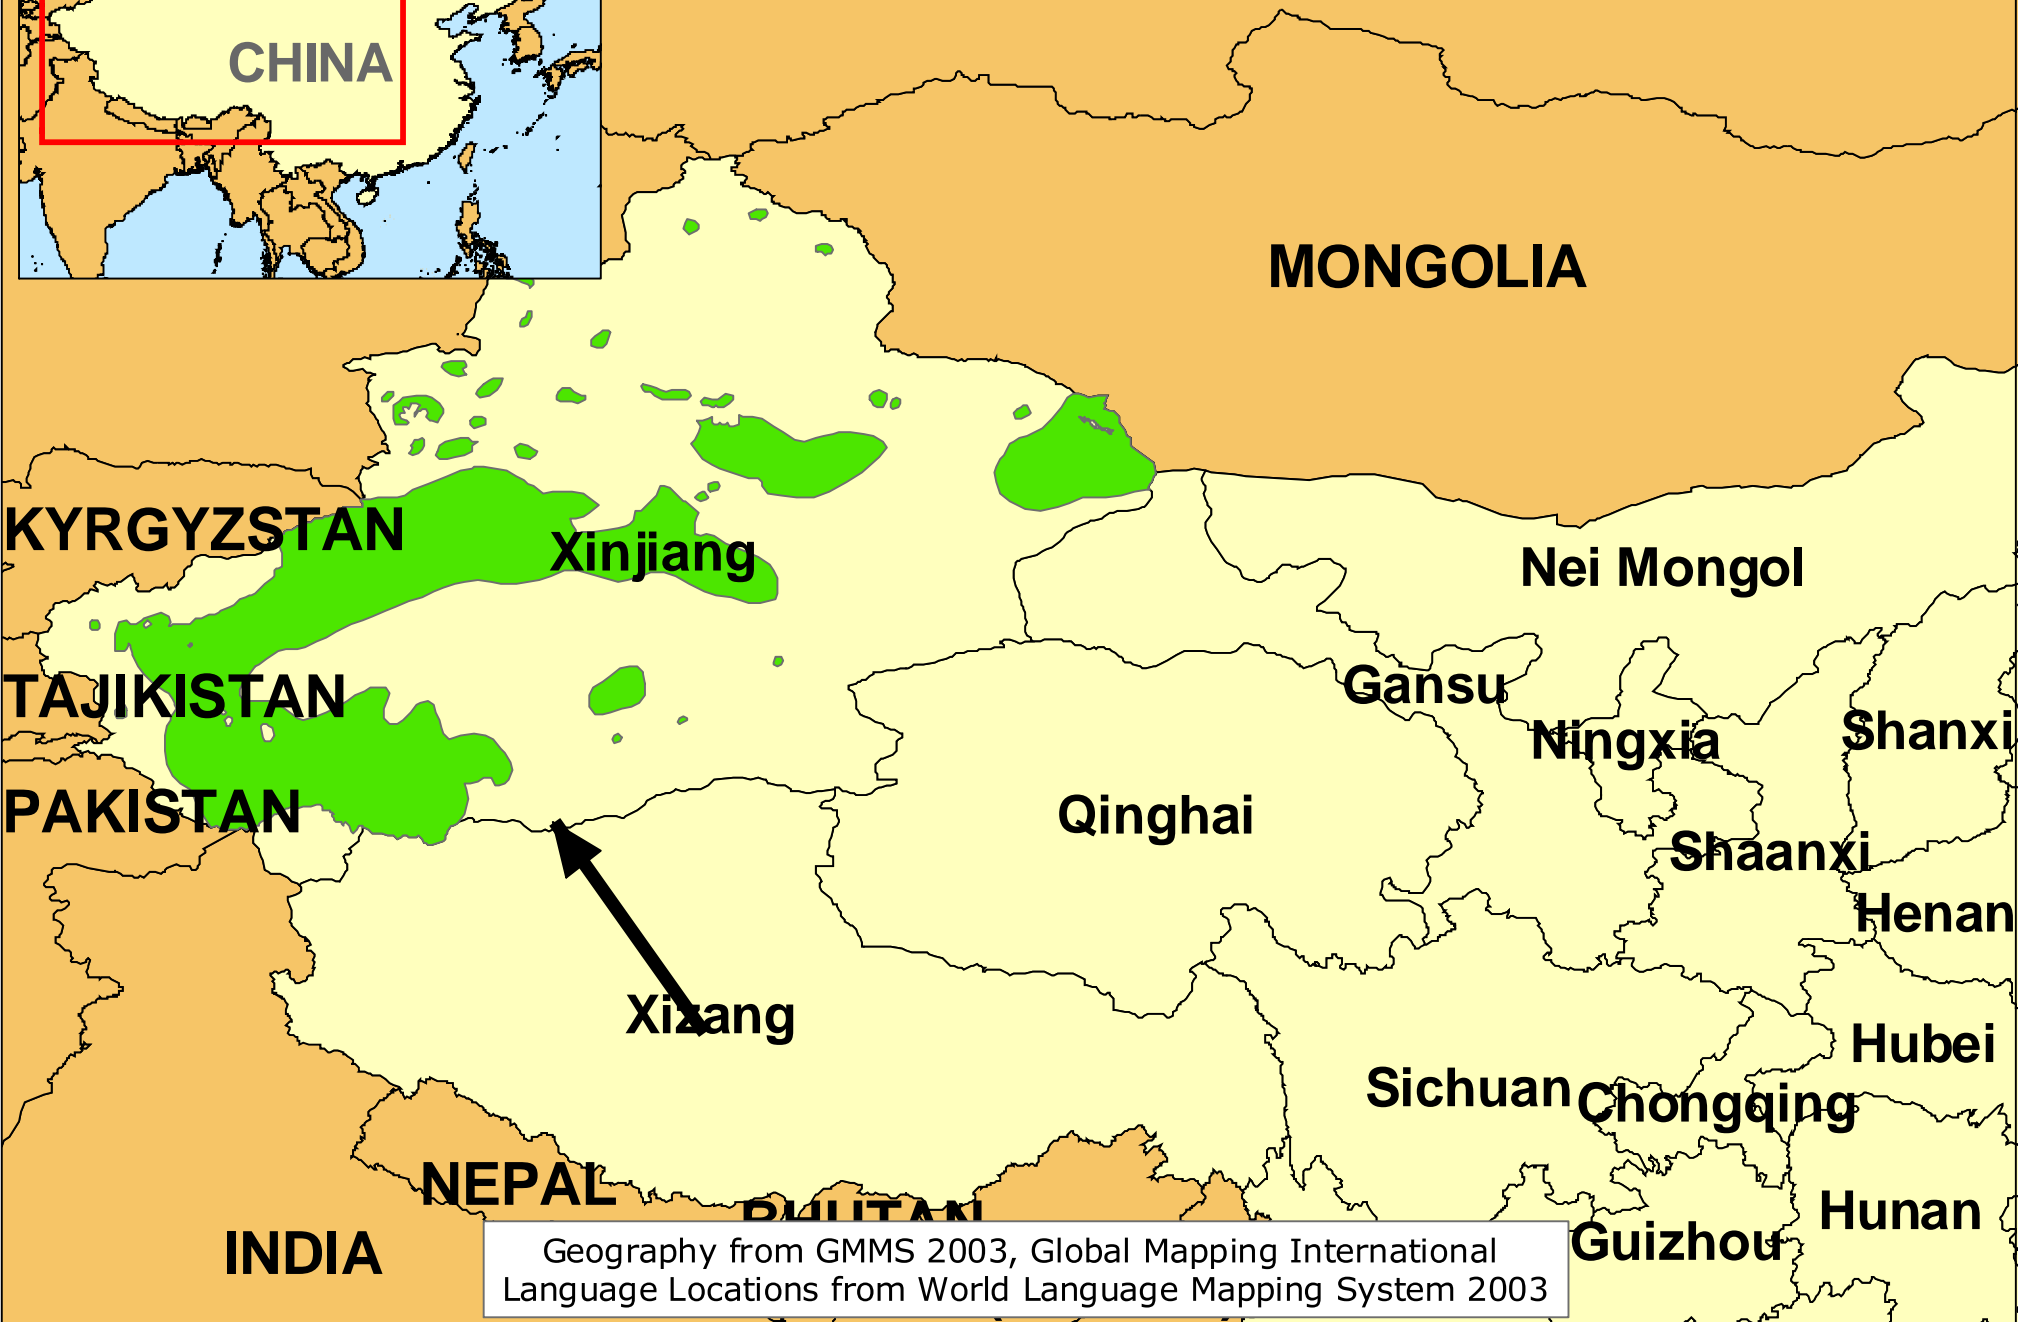 CHINA
MONGOLIA
KYRGYZSTAN
Xinjiang
Nei Mongol
TAJIKISTAN
Gansu
Ningxia
Shanxi
PAKISTAN
Qinghai
Shaanxi
Henan
Xizang
Hubei
Sichuan
Chongqing
NEPAL
BHUTAN
Hunan
INDIA
Guizhou
Geography from GMMS 2003, Global Mapping International
Language Locations from World Language Mapping System 2003